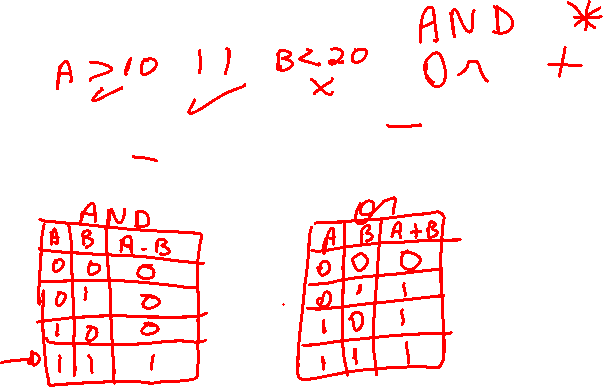 AND *
A >= 10 || B < 20 Or +
AND
A B A-B
0 0 0
0 1 0
1 0 0
1 1 1
Or
A B A+B
0 0 0
0 1 1
1 0 1
1 1 1